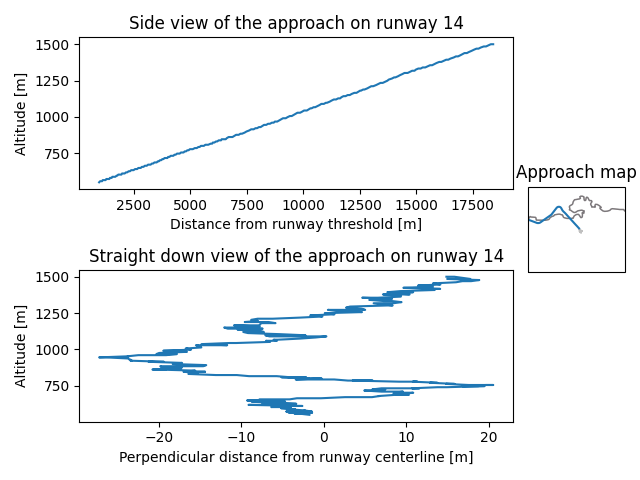 Side view of the approach on runway 14
1500
1250
1000
750
Altitude [m]
2500 5000 7500 10000 12500 15000 17500
Distance from runway threshold [m]
Approach map
Straight down view of the approach on runway 14
1500
1250
1000
750
Altitude [m]
−20 −10 0 10 20
Perpendicular distance from runway centerline [m]